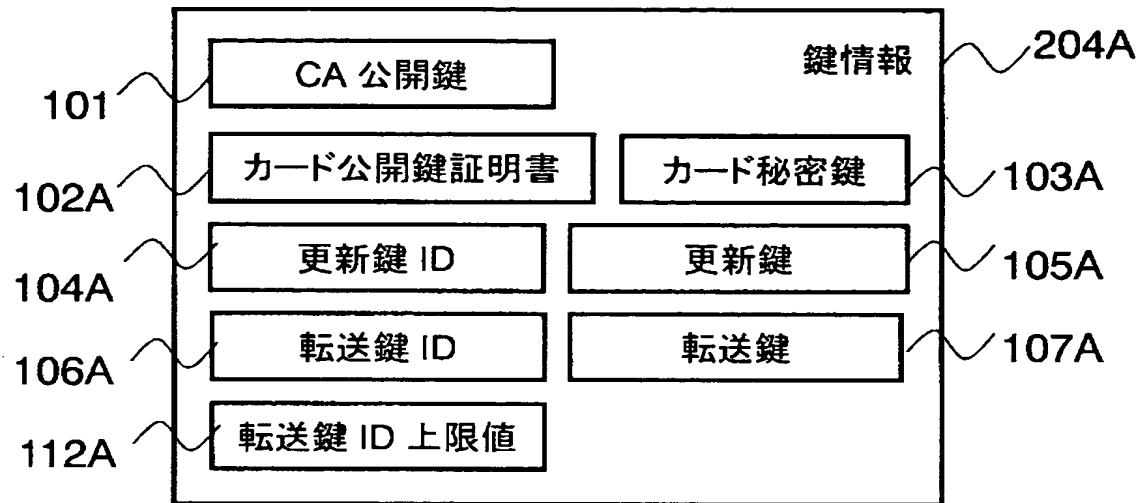 鍵情報
204A
CA 公開鍵
101
カード公開鍵証明書
カード秘密鍵
102A
103A
更新鍵 ID
更新鍵
104A
105A
転送鍵 ID
転送鍵
106A
107A
転送鍵 ID 上限値
112A